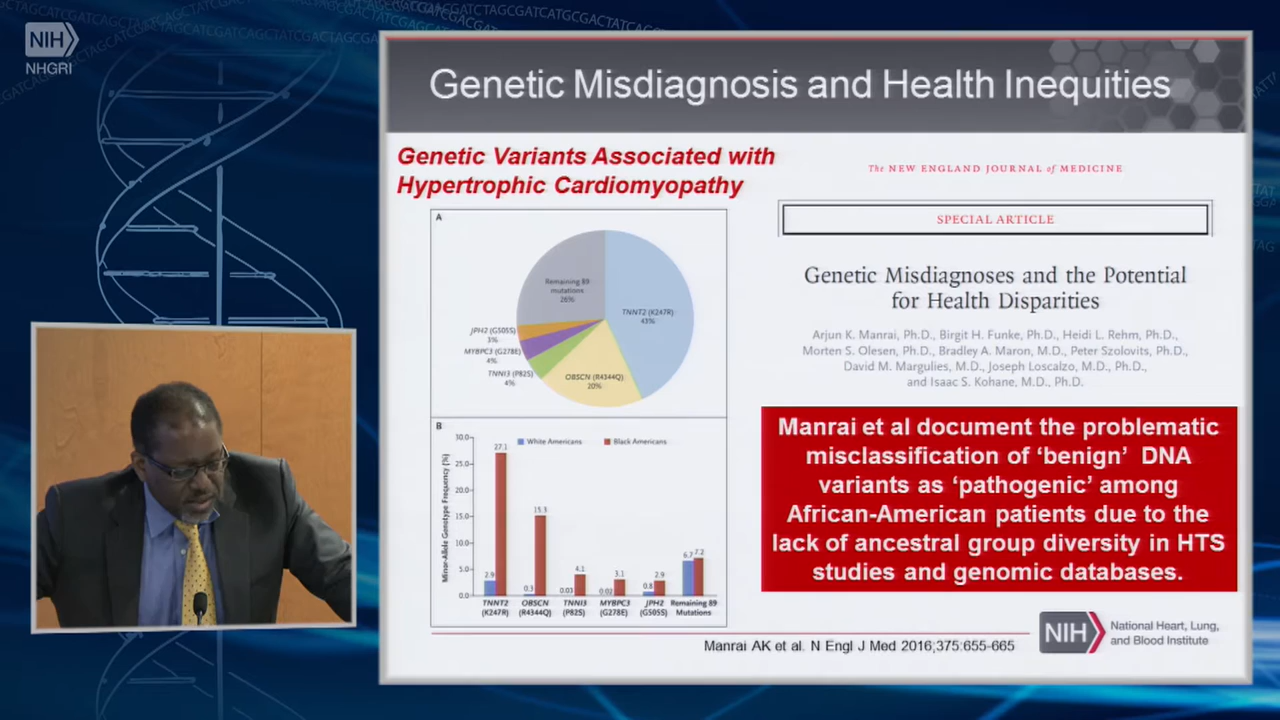 NIH
NHGRI
Genetic Misdiagnosis and Health Inequities
Genetic Variants Associated with
Hypertrophic Cardiomyopathy
A
Remaining 89
mutations
26%
TNNT2 (K247R)
43%
JPH2 (G505S)
3%
MYBPC3 (G278E)
4%
TNNI3 (P82S)
4%
OBSCN (R4344Q)
20%
B
White Americans
Black Americans
Minor-Allele Genotype Frequency (%)
30.0
25.0
20.0
15.0
10.0
5.0
0.0
2.9
27.1
0.3
15.3
0.03
4.1
0.02
3.1
0.8
2.9
6.7
7.2
TNNT2
(K247R)
OBSCN
(R4344Q)
TNNI3
(P82S)
MYBPC3
(G278E)
JPH2
(G505S)
Remaining 89
Mutations
The NEW ENGLAND JOURNAL of MEDICINE
SPECIAL ARTICLE
Genetic Misdiagnoses and the Potential
for Health Disparities
Arjun K. Manrai, Ph.D., Birgit H. Funke, Ph.D., Heidi L. Rehm, Ph.D.,
Morten S. Olesen, Ph.D., Bradley A. Maron, M.D., Peter Szolovits, Ph.D.,
David M. Margulies, M.D., Joseph Loscalzo, M.D., Ph.D.,
and Isaac S. Kohane, M.D., Ph.D.
Manrai et al document the problematic
misclassification of ‘benign’ DNA
variants as ‘pathogenic’ among
African-American patients due to the
lack of ancestral group diversity in HTS
studies and genomic databases.
Manrai AK et al. N Engl J Med 2016;375:655-665
NIH
National Heart, Lung,
and Blood Institute